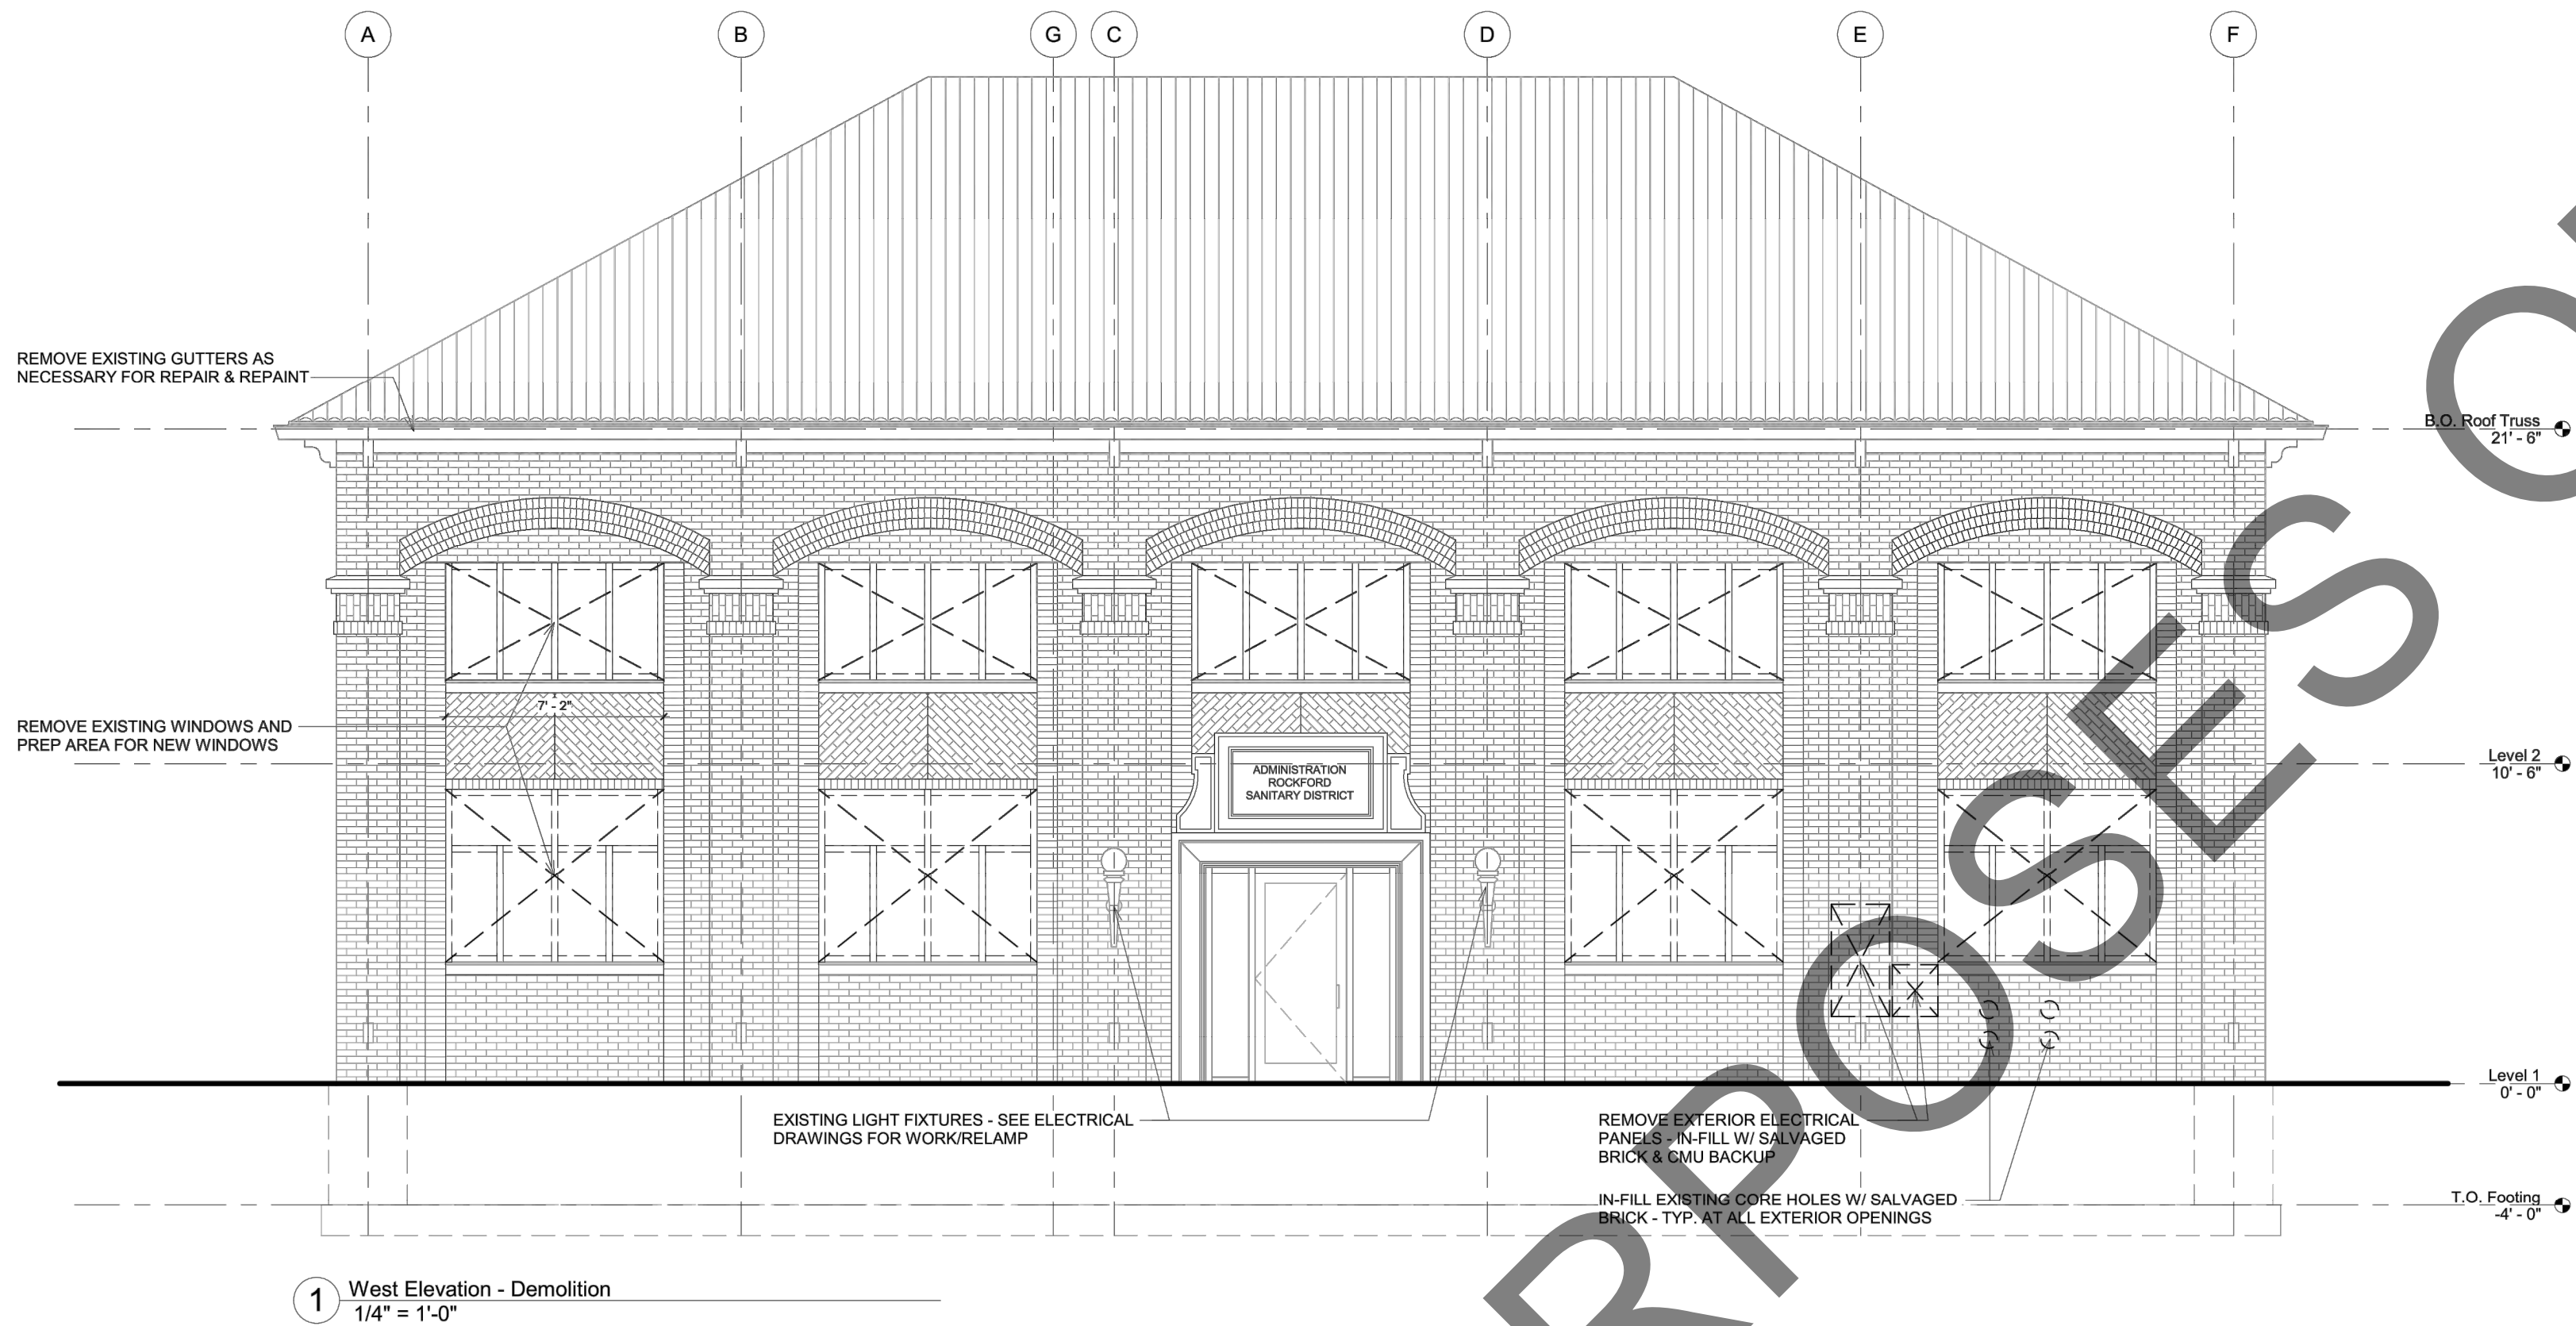 A
B
G
C
D
E
F
REMOVE EXISTING GUTTERS AS
NECESSARY FOR REPAIR & REPAINT
B.O. Roof Truss
21' - 6"
REMOVE EXISTING WINDOWS AND
PREP AREA FOR NEW WINDOWS
7' - 2"
ADMINISTRATION
ROCKFORD
SANITARY DISTRICT
Level 2
10' - 6"
Level 1
0' - 0"
EXISTING LIGHT FIXTURES - SEE ELECTRICAL
DRAWINGS FOR WORK/RELAMP
REMOVE EXTERIOR ELECTRICAL
PANELS - IN-FILL W/ SALVAGED
BRICK & CMU BACKUP
IN-FILL EXISTING CORE HOLES W/ SALVAGED
BRICK - TYP. AT ALL EXTERIOR OPENINGS
T.O. Footing
-4' - 0"
1
West Elevation - Demolition
1/4" = 1'-0"
RPOSES O